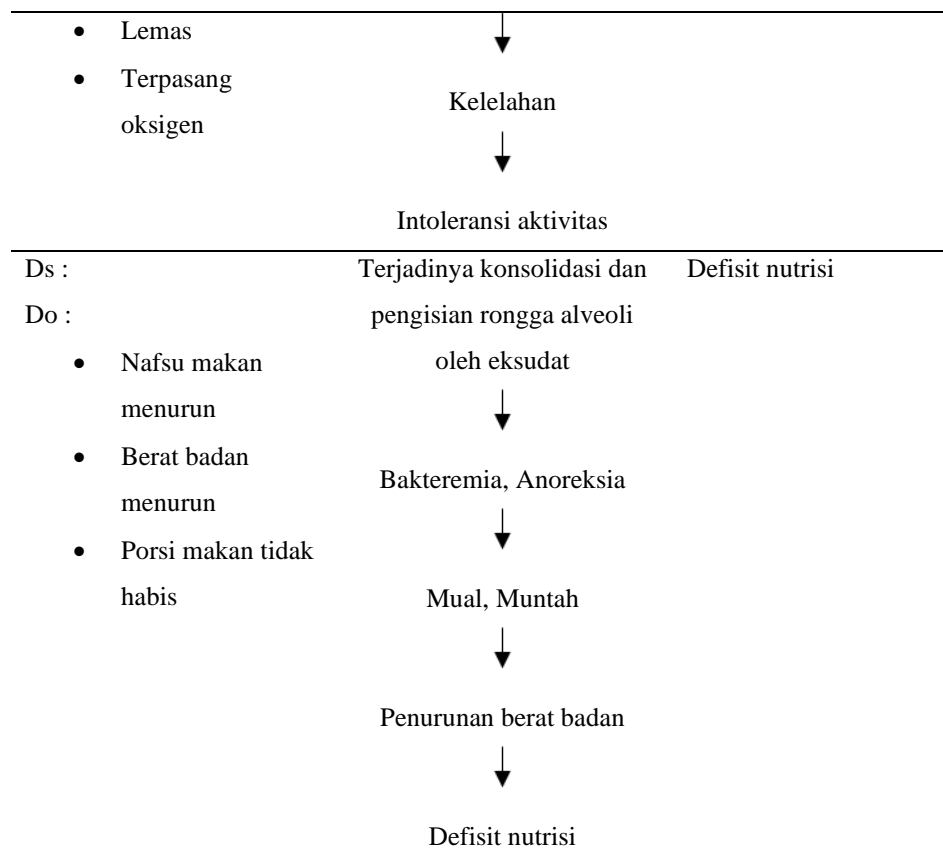 • Lemas
• Terpasang
oksigen
Kelelahan
Intoleransi aktivitas
Ds :
Do :
• Nafsu makan
menurun
• Berat badan
menurun
• Porsi makan tidak
habis
Terjadinya konsolidasi dan
pengisian rongga alveoli
oleh eksudat
Bakteremia, Anoreksia
Mual, Muntah
Penurunan berat badan
Defisit nutrisi
Defisit nutrisi